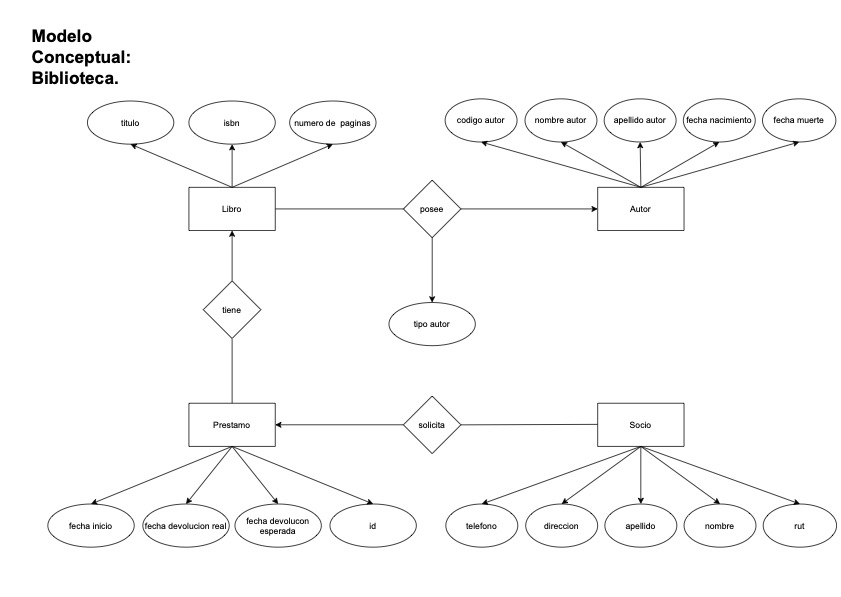 Modelo
Conceptual:
Biblioteca.
titulo
isbn
numero de paginas
codigo autor
nombre autor
apellido autor
fecha nacimiento
fecha muerte
Libro
posee
Autor
tiene
tipo autor
Prestamo
solicita
Socio
fecha inicio
fecha devolucion real
fecha devolucon
esperada
id
telefono
direccion
apellido
nombre
rut